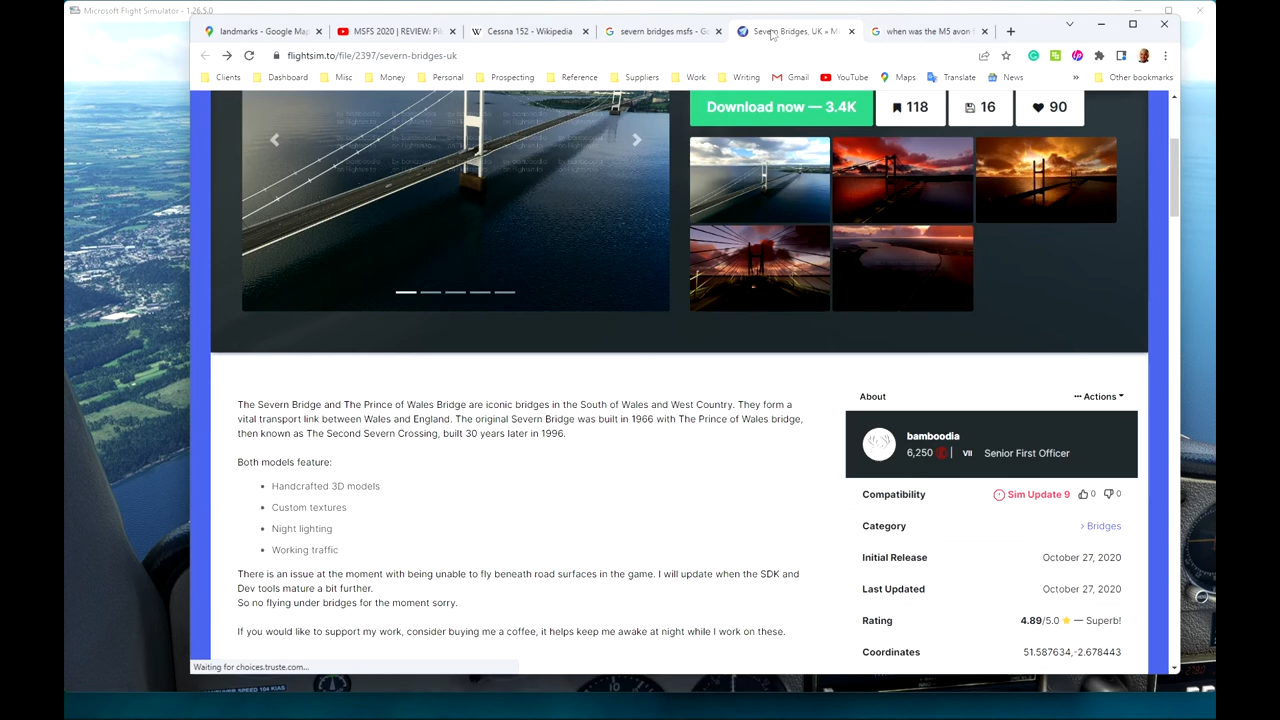 Microsoft Flight Simulator - 1.26.5.0
landmarks - Google Map
MSFS 2020 | REVIEW: Pil
Cessna 152 - Wikipedia
severn bridges msfs - Go
Severn Bridges, UK » M
when was the M5 avon
flightsim.to/file/2397/severn-bridges-uk
Clients
Dashboard
Misc
Money
Personal
Prospecting
Reference
Suppliers
Work
Writing
Gmail
YouTube
Maps
Translate
News
»
Other bookmarks
Download now — 3.4K
118
16
90
The Severn Bridge and The Prince of Wales Bridge are iconic bridges in the South of Wales and West Country. They form a
vital transport link between Wales and England. The original Severn Bridge was built in 1966 with The Prince of Wales bridge,
then known as The Second Severn Crossing, built 30 years later in 1996.
Both models feature:
• Handcrafted 3D models
• Custom textures
• Night lighting
• Working traffic
There is an issue at the moment with being unable to fly beneath road surfaces in the game. I will update when the SDK and
Dev tools mature a bit further.
So no flying under bridges for the moment sorry.
If you would like to support my work, consider buying me a coffee, it helps keep me awake at night while I work on these.
About
Actions
bamboodia
6,250 | VII Senior First Officer
Compatibility
Sim Update 9 0 0
Category
› Bridges
Initial Release
October 27, 2020
Last Updated
October 27, 2020
Rating
4.89/5.0 — Superb!
Coordinates
51.587634,-2.678443
Waiting for choices.truste.com...
SPEED 104 KIAS
10